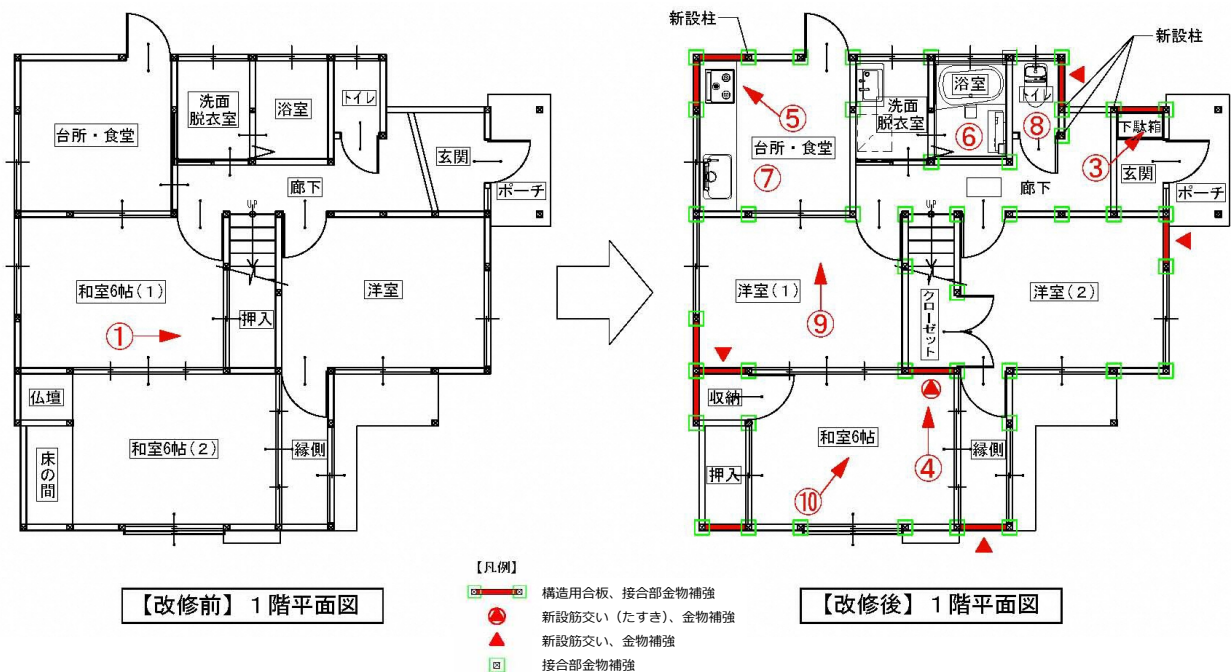 台所・食堂
洗面
脱衣室
浴室
トイレ
玄関
ポーチ
廊下
UP
和室6帖(1)
①
押入
洋室
仏壇
床の間
和室6帖(2)
縁側
【改修前】1階平面図
新設柱
新設柱
⑤
台所・食堂
⑦
洗面
脱衣室
浴室
⑥
トイレ
⑧
下駄箱
③
玄関
ポーチ
廊下
UP
洋室(1)
⑨
クローゼット
洋室(2)
収納
和室6帖
④
押入
⑩
縁側
【改修後】1階平面図
【凡例】
構造用合板、接合部金物補強
新設筋交い（たすき）、金物補強
新設筋交い、金物補強
接合部金物補強